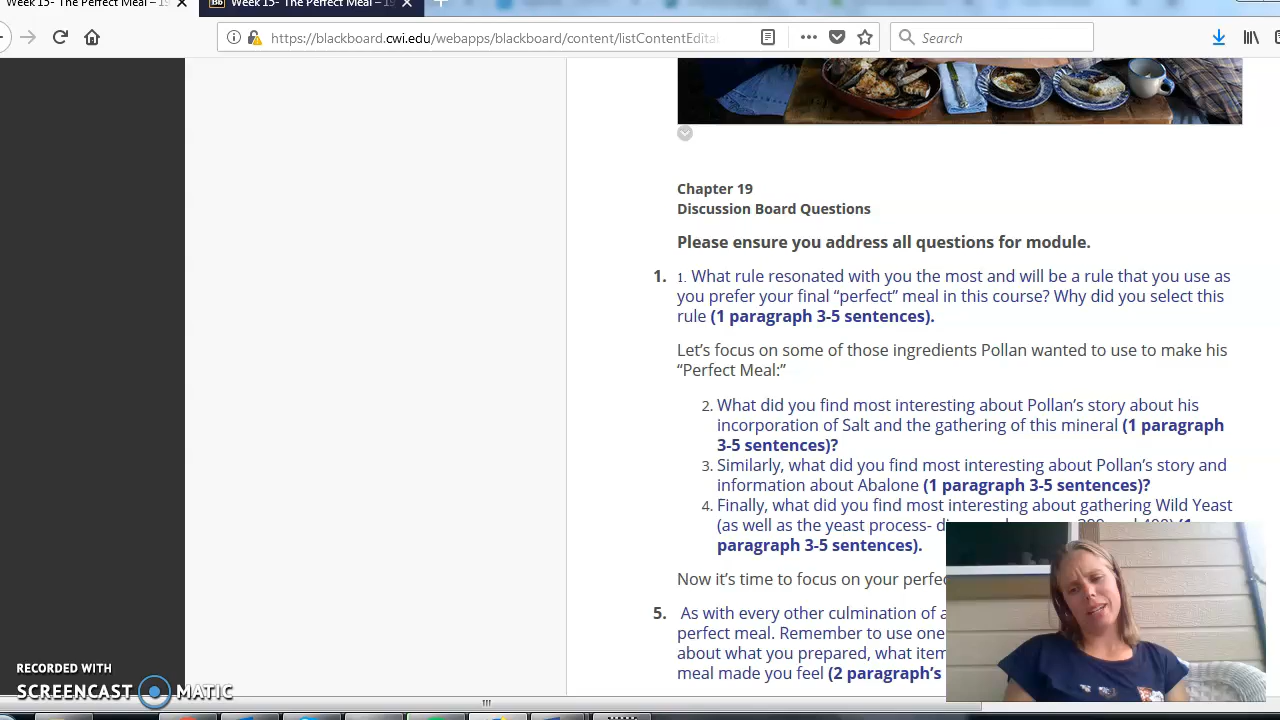 Week 15- The Perfect Meal – 19
Week 15- The Perfect Meal – 19
https://blackboard.cwi.edu/webapps/blackboard/content/listContentEdita
Search
Chapter 19
Discussion Board Questions
Please ensure you address all questions for module.
1. 1. What rule resonated with you the most and will be a rule that you use as
you prefer your final “perfect” meal in this course? Why did you select this
rule (1 paragraph 3-5 sentences).
Let’s focus on some of those ingredients Pollan wanted to use to make his
“Perfect Meal:”
2. What did you find most interesting about Pollan’s story about his
incorporation of Salt and the gathering of this mineral (1 paragraph
3-5 sentences)?
3. Similarly, what did you find most interesting about Pollan’s story and
information about Abalone (1 paragraph 3-5 sentences)?
4. Finally, what did you find most interesting about gathering Wild Yeast
(as well as the yeast process-
paragraph 3-5 sentences).
Now it’s time to focus on your
5. As with every other culmination of
perfect meal. Remember to use one
about what you prepared, what
meal made you feel (2 paragraph’s
RECORDED WITH
SCREENCAST MATIC